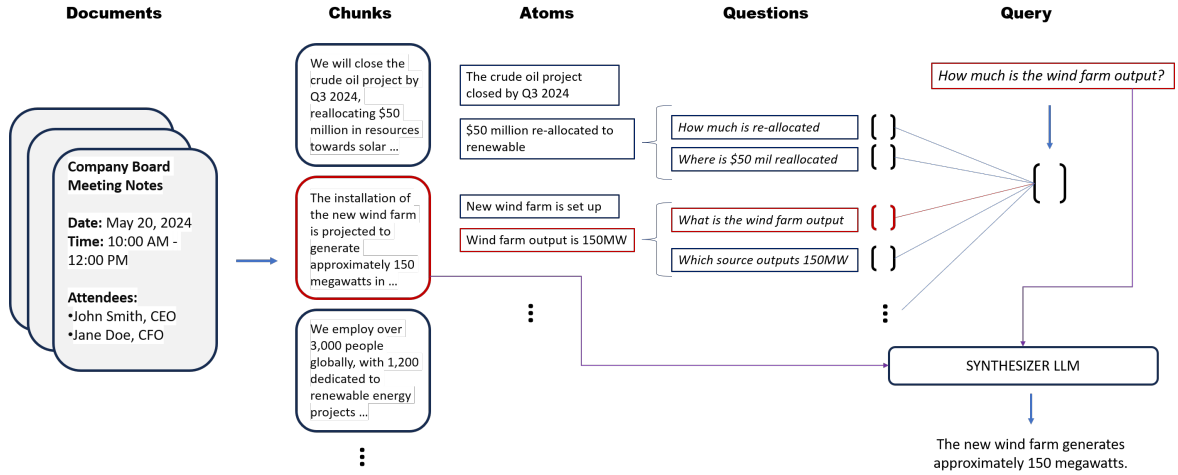 Documents
Chunks
Atoms
Questions
Query
Company Board
Meeting Notes
Date: May 20, 2024
Time: 10:00 AM -
12:00 PM
Attendees:
•John Smith, CEO
•Jane Doe, CFO
We will close the
crude oil project by
Q3 2024,
reallocating $50
million in resources
towards solar ...
The installation of
the new wind farm
is projected to
generate
approximately 150
megawatts in ...
We employ over
3,000 people
globally, with 1,200
dedicated to
renewable energy
projects ...
The crude oil project
closed by Q3 2024
$50 million re-allocated to
renewable
New wind farm is set up
Wind farm output is 150MW
How much is re-allocated
Where is $50 mil reallocated
What is the wind farm output
Which source outputs 150MW
How much is the wind farm output?
SYNTHESIZER LLM
The new wind farm generates
approximately 150 megawatts.